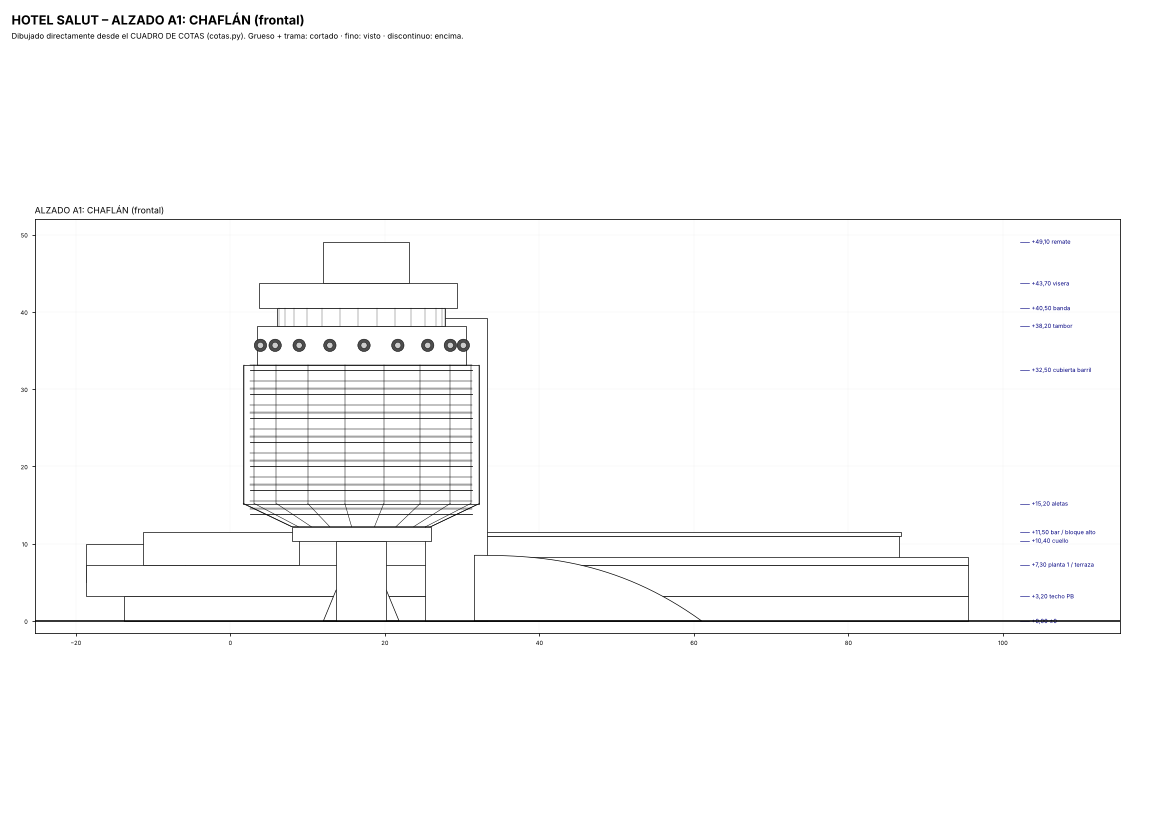 HOTEL SALUT – ALZADO A1: CHAFLÁN (frontal)
Dibujado directamente desde el CUADRO DE COTAS (cotas.py). Grueso + trama: cortado · fino: visto · discontinuo: encima.
ALZADO A1: CHAFLÁN (frontal)
50
40
30
20
10
0
+49,10 remate
+43,70 visera
+40,50 banda
+38,20 tambor
+32,50 cubierta barril
+15,20 aletas
+11,50 bar / bloque alto
+10,40 cuello
+7,30 planta 1 / terraza
+3,20 techo PB
−20
0
20
40
60
80
100